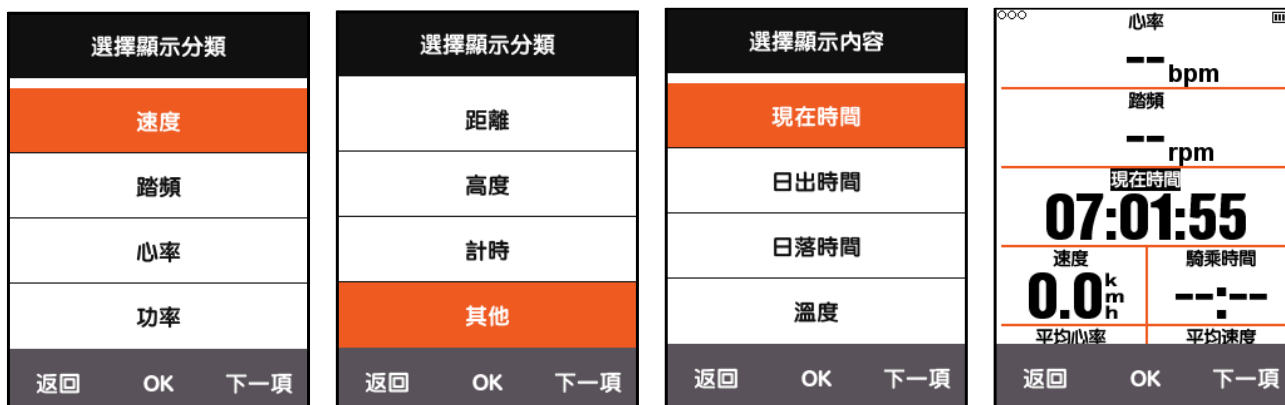 選擇顯示分類
速度
踏頻
心率
功率
返回 OK 下一項
選擇顯示分類
距離
高度
計時
其他
返回 OK 下一項
選擇顯示內容
現在時間
日出時間
日落時間
溫度
返回 OK 下一項
心率
-- bpm
踏頻
-- rpm
現在時間
07:01:55
速度 騎乘時間
0.0 kmh --:--
平均心率 平均速度
返回 OK 下一項